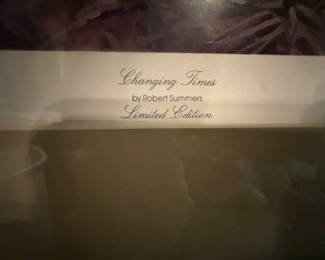 Changing Times
by Robert Summers
Limited Edition